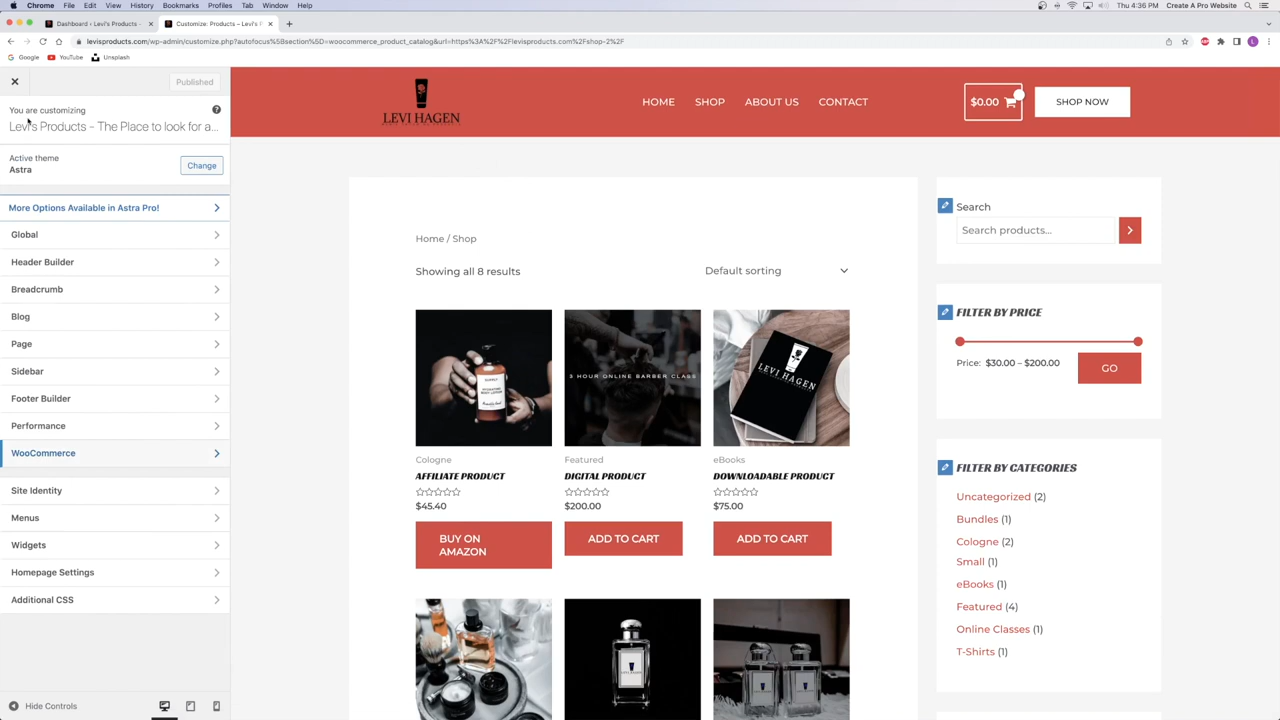 Chrome File Edit View History Bookmarks Profiles Tab Window Help
Thu 4:36 PM Create A Pro Website
Dashboard ‹ Levi's Products -
Customize: Products – Levi's P
levisproducts.com/wp-admin/customize.php?autofocus%5Bsection%5D=woocommerce_product_catalog&url=https%3A%2F%2Flevisproducts.com%2Fshop-2%2F
Google YouTube Unsplash
Published
You are customizing
Levi's Products - The Place to look for a...
Active theme
Astra
Change
More Options Available in Astra Pro!
Global
Header Builder
Breadcrumb
Blog
Page
Sidebar
Footer Builder
Performance
WooCommerce
Site Identity
Menus
Widgets
Homepage Settings
Additional CSS
Hide Controls
LEVI HAGEN
HOME SHOP ABOUT US CONTACT
$0.00
SHOP NOW
Home / Shop
Showing all 8 results
Default sorting
3 HOUR ONLINE BARBER CLASS
LEVI HAGEN
Cologne
AFFILIATE PRODUCT
$45.40
BUY ON
AMAZON
Featured
DIGITAL PRODUCT
$200.00
ADD TO CART
eBooks
DOWNLOADABLE PRODUCT
$75.00
ADD TO CART
Search
Search products...
FILTER BY PRICE
Price: $30.00 – $200.00
GO
FILTER BY CATEGORIES
Uncategorized (2)
Bundles (1)
Cologne (2)
Small (1)
eBooks (1)
Featured (4)
Online Classes (1)
T-Shirts (1)